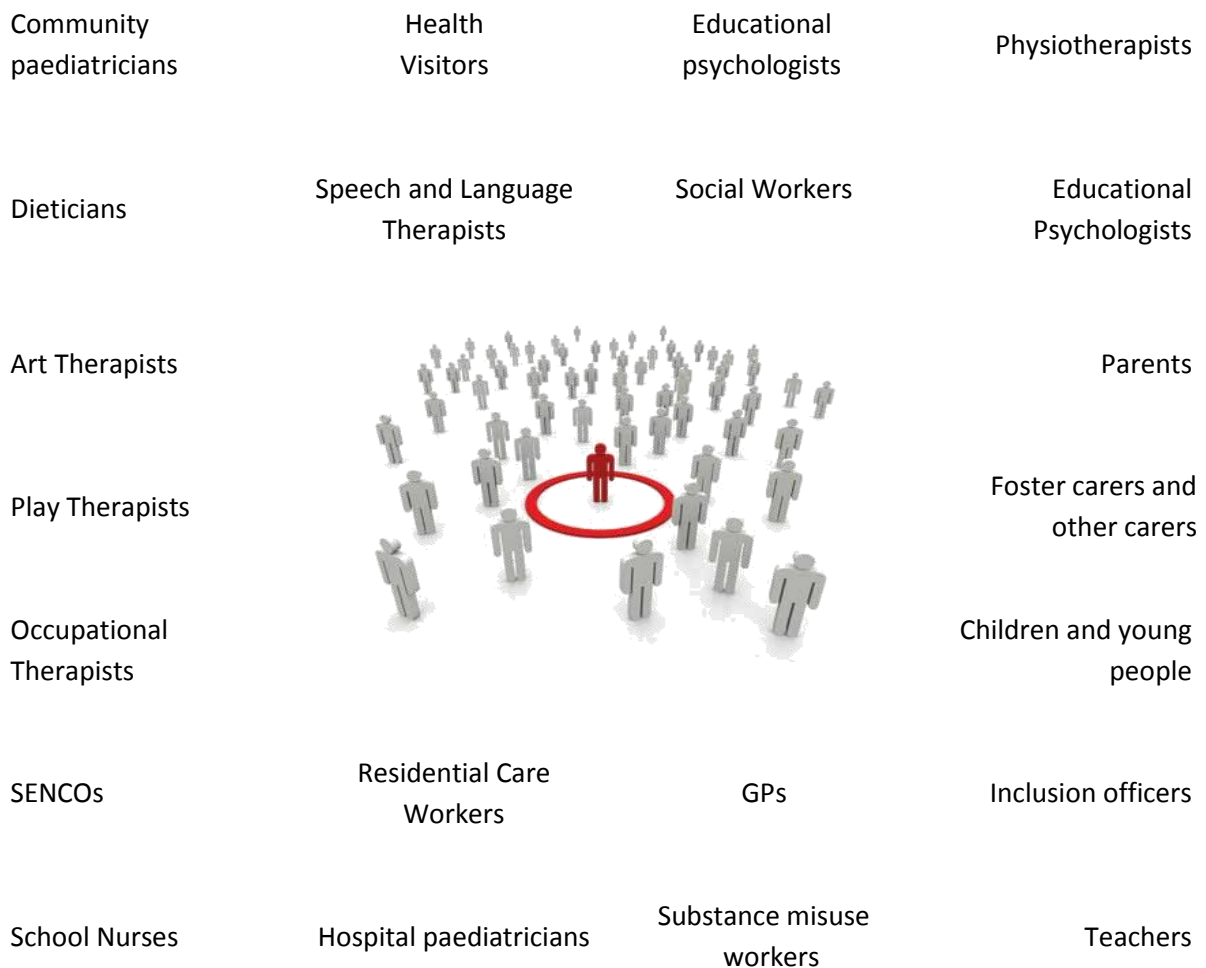 Community
paediatricians
Health
Visitors
Educational
psychologists
Physiotherapists
Dieticians
Speech and Language
Therapists
Social Workers
Educational
Psychologists
Art Therapists
Parents
Play Therapists
Foster carers and
other carers
Occupational
Therapists
Children and young
people
SENCOs
Residential Care
Workers
GPs
Inclusion officers
School Nurses
Hospital paediatricians
Substance misuse
workers
Teachers